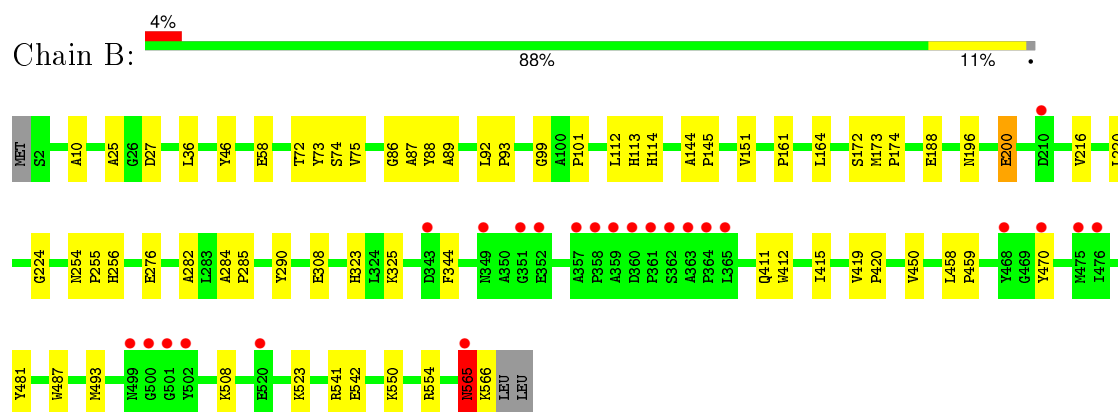 4%
Chain B:
88% 11% •
MET S2 A10 A25 G26 D27 L36 Y46 E58 T72 Y73 S74 V75 G86 A87 Y88 A89 L92 P93 G99 A100 P101 L112 H113 H114 A144 P145 V151 P161 L164 S172 M173 P174 E188 N196 E200 D210 V216
G224 N254 P255 H256 E276 A282 L283 A284 P285 Y290 E308 H323 L324 K325 D343 F344 N349 A350 G351 E352 A357 P358 A359 D360 P361 S362 A363 P364 L365 Q411 W412 I415 V419 P420 V450 L458 P459 Y468 G469 Y470 M475 I476
Y481 W487 M493 N499 G500 G501 Y502 K508 E520 K523 R541 E542 K550 R554 N565 K566 LEU LEU